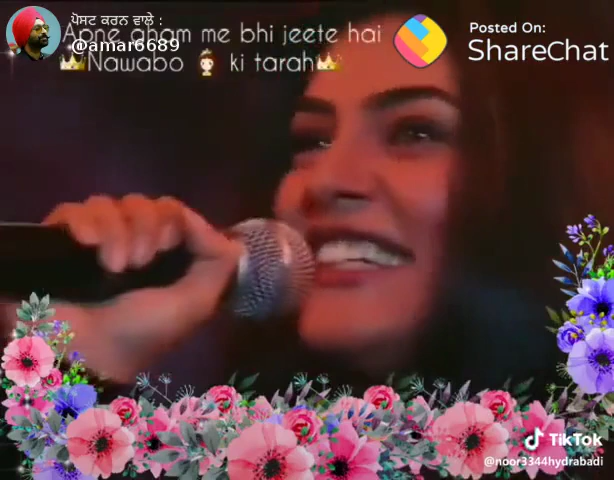 ਪੋਸਟ ਕਰਨ ਵਾਲੇ :
@amar6689
Apne gham me bhi jeete hai
Nawabo ki tarah
Posted On:
ShareChat
TikTok
@noor3344hydrabadi